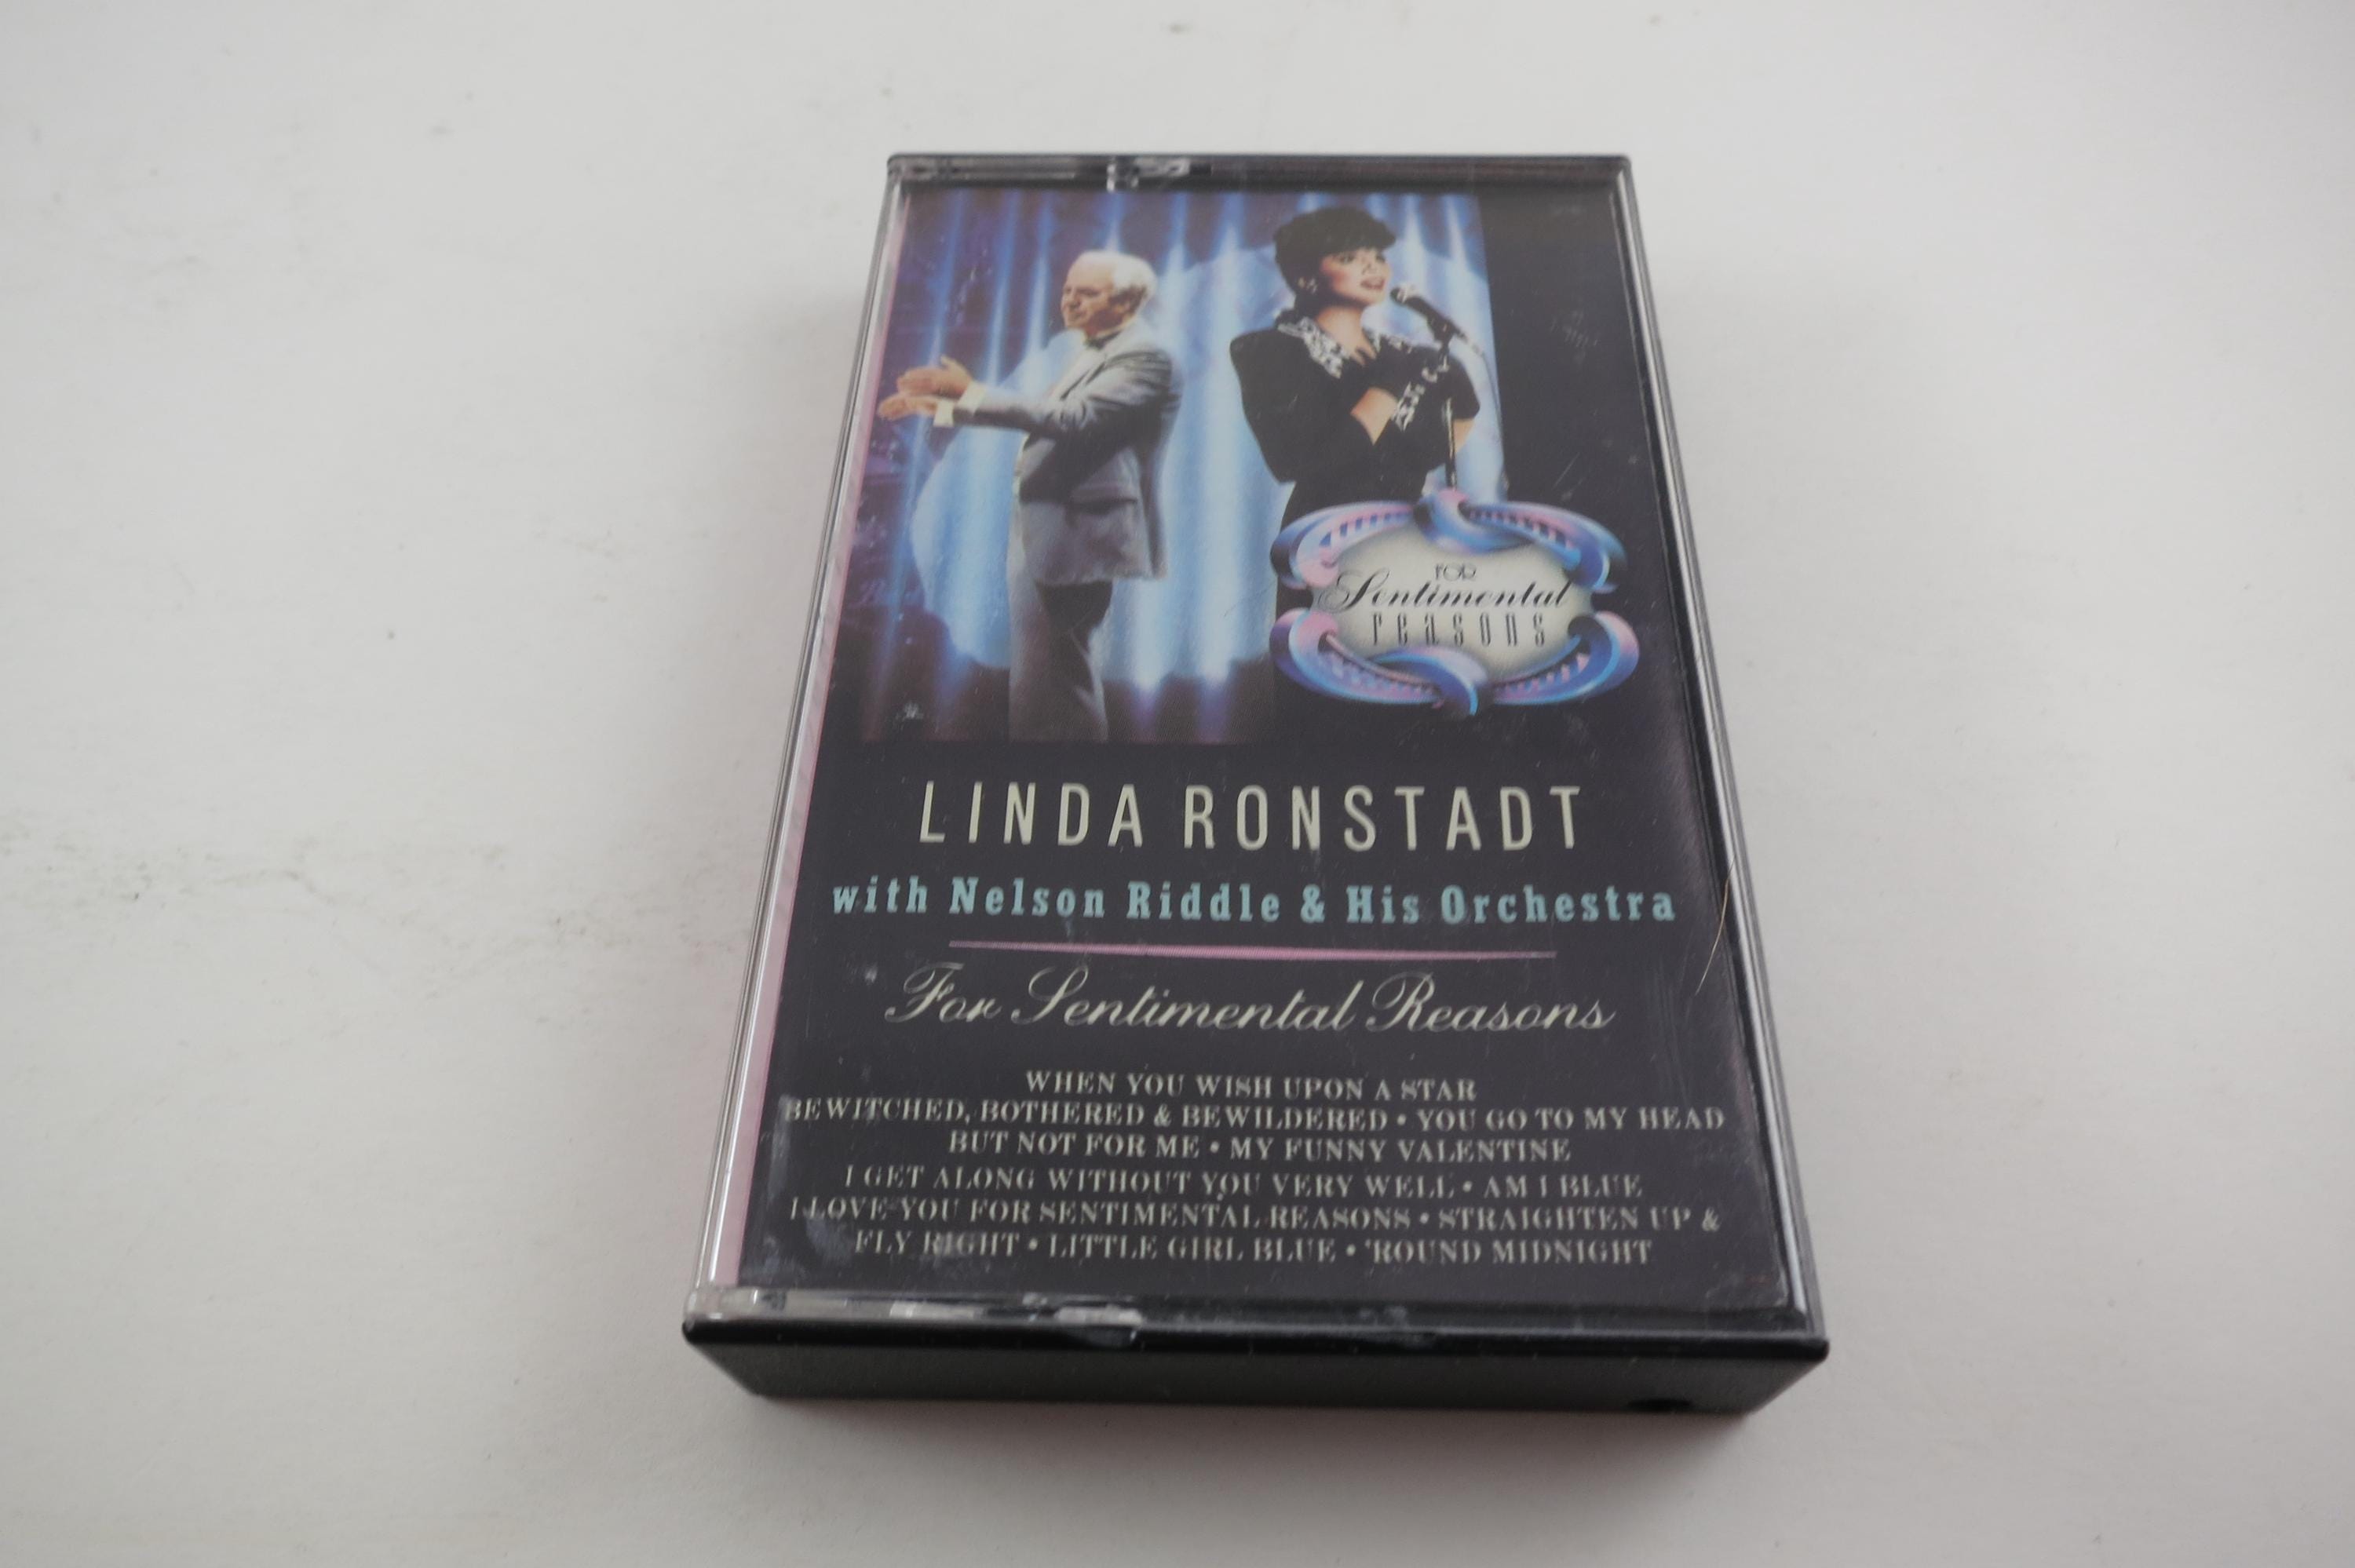 FOR
Sentimental
reasons
LINDA RONSTADT
with Nelson Riddle & His Orchestra
For Sentimental Reasons
WHEN YOU WISH UPON A STAR
BEWITCHED, BOTHERED & BEWILDERED • YOU GO TO MY HEAD
BUT NOT FOR ME • MY FUNNY VALENTINE
I GET ALONG WITHOUT YOU VERY WELL • AM I BLUE
I LOVE YOU FOR SENTIMENTAL REASONS • STRAIGHTEN UP &
FLY RIGHT • LITTLE GIRL BLUE • 'ROUND MIDNIGHT